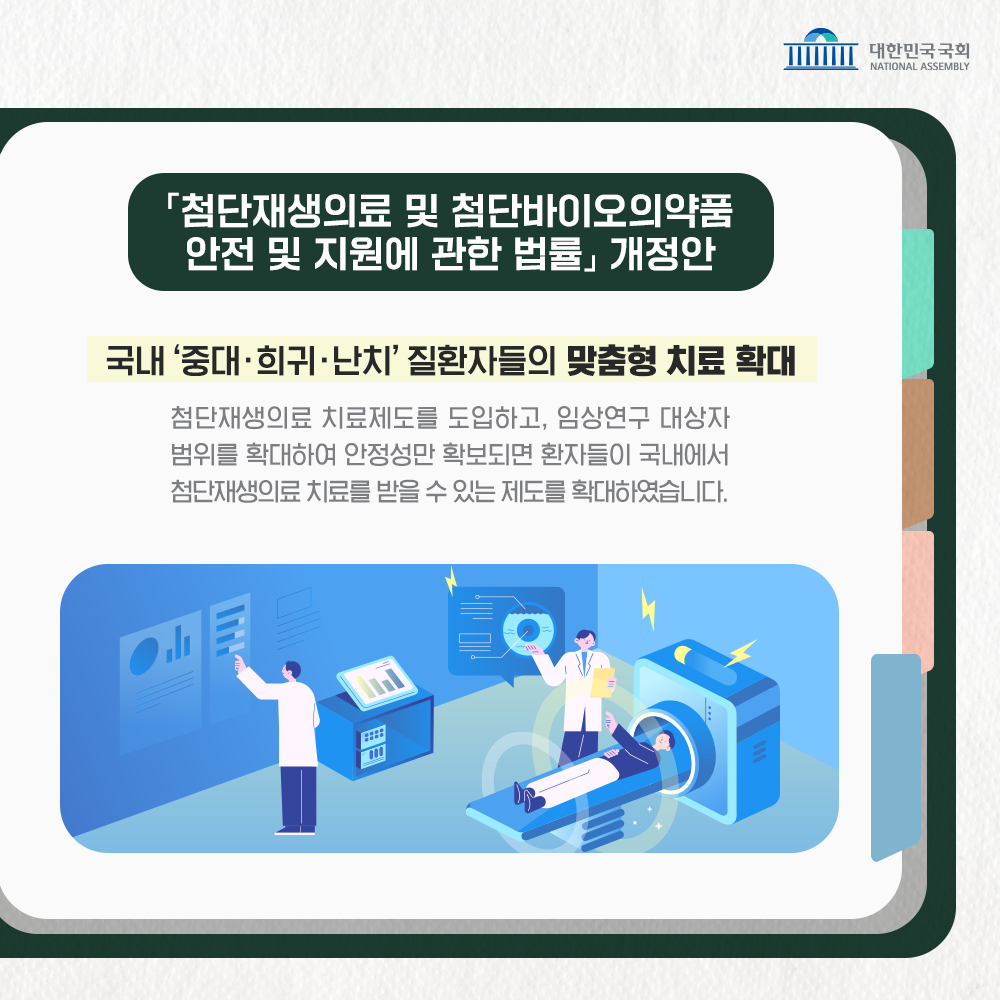 대한민국국회
NATIONAL ASSEMBLY
「첨단재생의료 및 첨단바이오의약품
안전 및 지원에 관한 법률」 개정안
국내 ‘중대·희귀·난치’ 질환자들의 맞춤형 치료 확대
첨단재생의료 치료제도를 도입하고, 임상연구 대상자
범위를 확대하여 안정성만 확보되면 환자들이 국내에서
첨단재생의료 치료를 받을 수 있는 제도를 확대하였습니다.